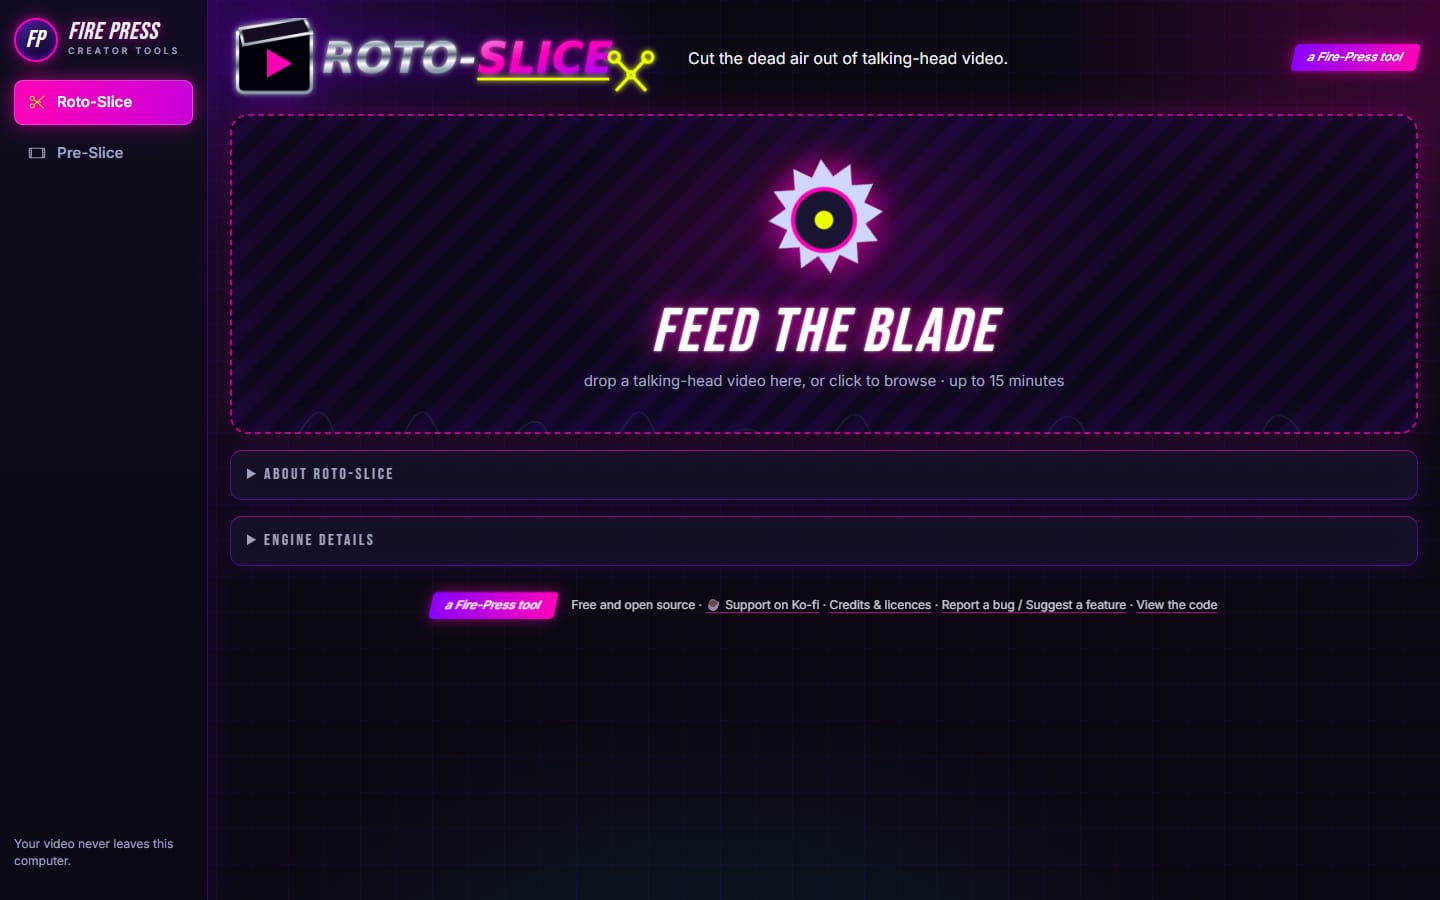 FP
FIRE PRESS
CREATOR TOOLS
Roto-Slice
Pre-Slice
Your video never leaves this
computer.
ROTO-SLICE
Cut the dead air out of talking-head video.
a Fire-Press tool
FEED THE BLADE
drop a talking-head video here, or click to browse · up to 15 minutes
ABOUT ROTO-SLICE
ENGINE DETAILS
a Fire-Press tool
Free and open source · Support on Ko-fi · Credits & licences · Report a bug / Suggest a feature · View the code